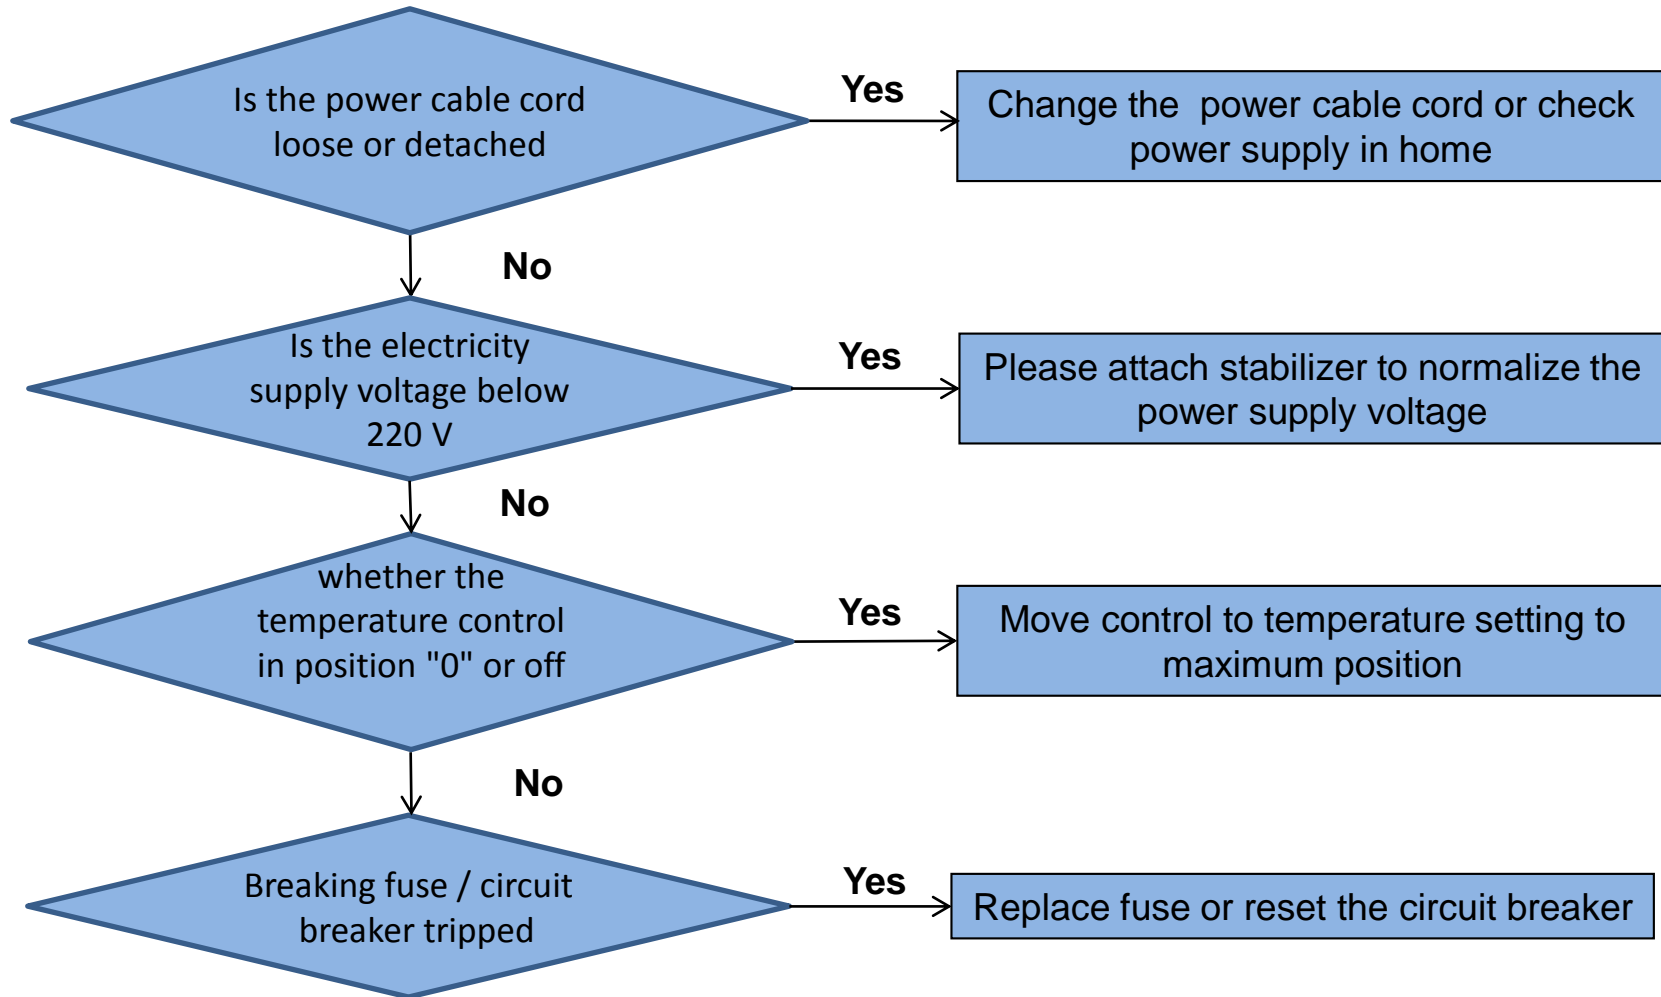 Is the power cable cord
loose or detached
Yes
Change the  power cable cord or check
power supply in home
No
Is the electricity
supply voltage below
220 V
Yes
Please attach stabilizer to normalize the
power supply voltage
No
whether the
temperature control
in position "0" or off
Yes
Move control to temperature setting to
maximum position
No
Breaking fuse / circuit
breaker tripped
Yes
Replace fuse or reset the circuit breaker